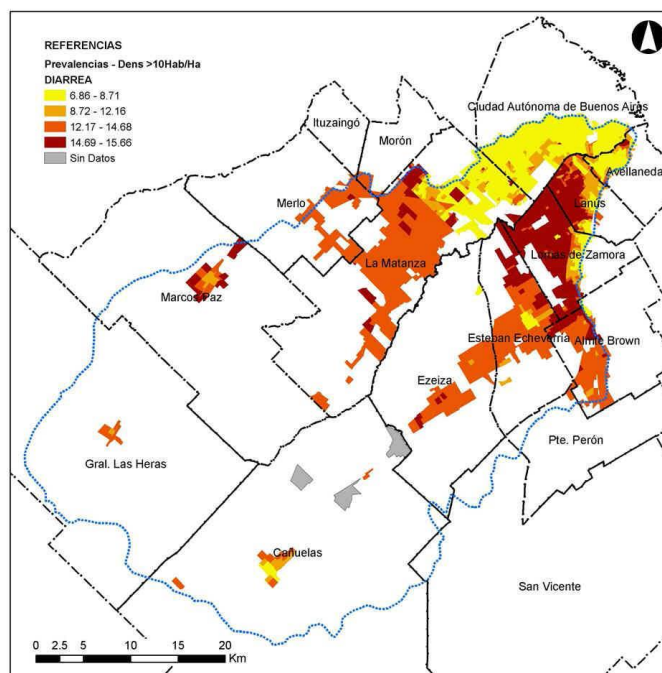 REFERENCIAS
Prevalencias - Dens >10Hab/Ha
DIARREA
6.86 - 8.71
8.72 - 12.16
12.17 - 14.68
14.69 - 15.66
Sin Datos
Ciudad Autónoma de Buenos Aires
Ituzaingó
Morón
Avellaneda
Merlo
Lanús
La Matanza
Lomas de Zamora
Marcos Paz
Esteban Echeverría
Almte Brown
Ezeiza
Pte. Perón
Gral. Las Heras
Cañuelas
San Vicente
0 2.5 5 10 15 20
Km